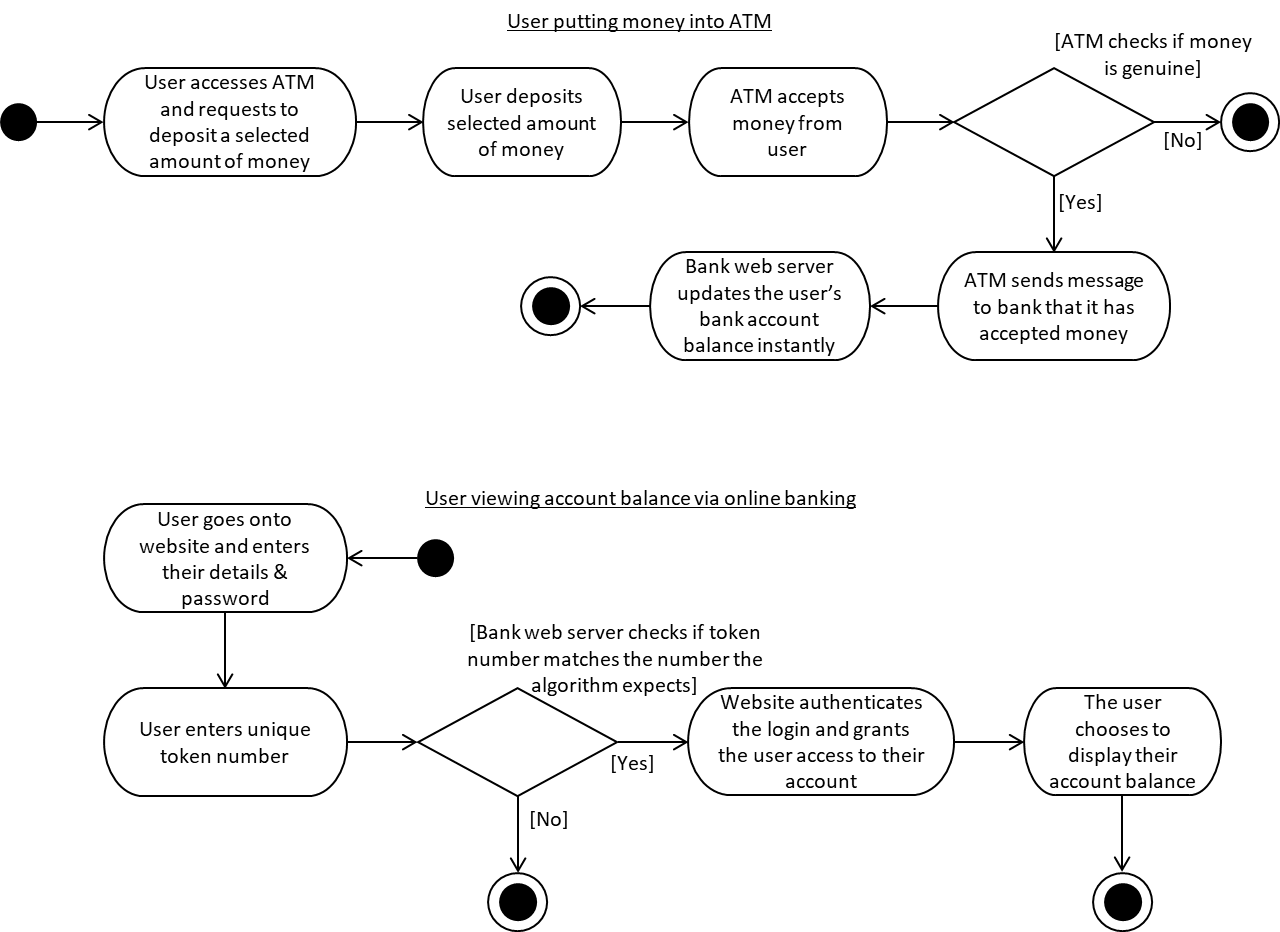 User putting money into ATM
[ATM checks if money
is genuine]
User accesses ATM
and requests to
deposit a selected
amount of money
User deposits
selected amount
of money
ATM accepts
money from
user
[No]
[Yes]
Bank web server
updates the user’s
bank account
balance instantly
ATM sends message
to bank that it has
accepted money
User viewing account balance via online banking
User goes onto
website and enters
their details &
password
[Bank web server checks if token
number matches the number the
algorithm expects]
User enters unique
token number
[Yes]
Website authenticates
the login and grants
the user access to their
account
The user
chooses to
display their
account balance
[No]